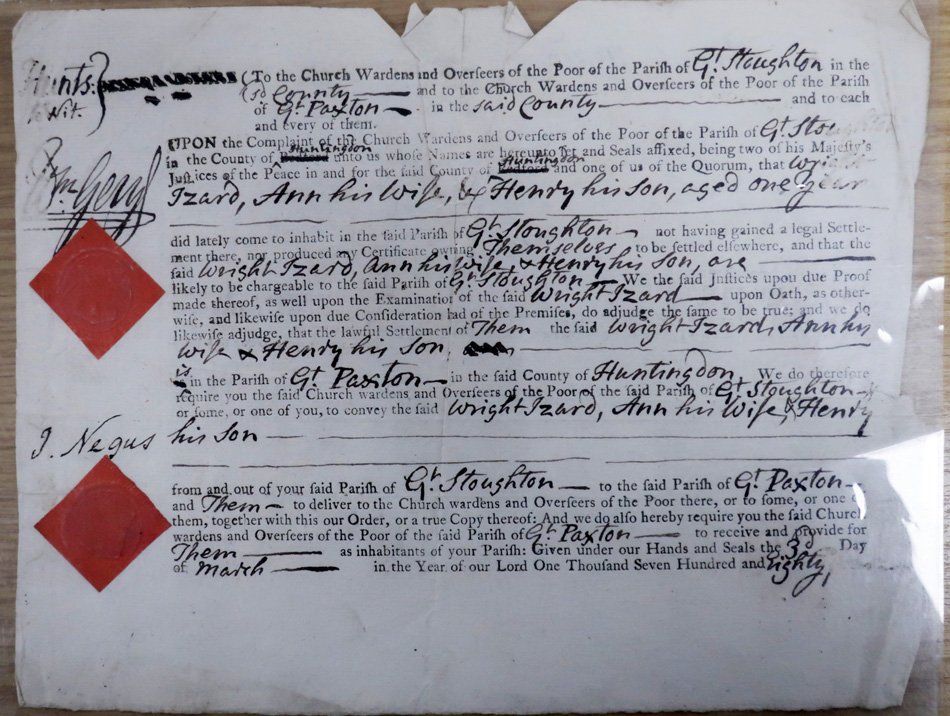 Hunts: } (To the Church Wardens and Overſeers of the Poor of the Pariſh of Gt. Stoughton in the
to Wit. sd County and to the Church Wardens and Overſeers of the Poor of the Pariſh
of Gt. Paxton in the said County and to each
and every of them.
UPON the Complaint of the Church Wardens and Overſeers of the Poor of the Pariſh of Gt. Stoughton
in the County of Huntingdon unto us whoſe Names are hereunto ſet and Seals affixed, being two of his Majeſty's
Juſtices of the Peace in and for the ſaid County of Huntingdon and one of us of the Quorum, that Wright
Izard, Ann his Wife, & Henry his Son, aged one Year
did lately come to inhabit in the ſaid Pariſh of Gt. Stoughton not having gained a legal Settle-
ment there, nor produced any Certificate owning Themselves to be ſettled elſewhere, and that the
ſaid Wright Izard, Ann his Wife & Henry his Son, are
likely to be chargeable to the ſaid Pariſh of Gt. Stoughton We the ſaid Juſtices upon due Proof
made thereof, as well upon the Examination of the ſaid Wright Izard upon Oath, as other-
wiſe, and likewiſe upon due Conſideration had of the Premiſes, do adjudge the ſame to be true; and we do
likewiſe adjudge, that the lawful Settlement of Them the ſaid Wright Izard, Ann his
Wife & Henry his Son,
is in the Pariſh of Gt. Paxton in the ſaid County of Huntingdon We do therefore
require you the ſaid Church wardens and Overſeers of the Poor of the ſaid Pariſh of Gt. Stoughton
or ſome, or one of you, to convey the ſaid Wright Izard, Ann his Wife, & Henry
J. Negus his Son
from and out of your ſaid Pariſh of Gt. Stoughton to the ſaid Pariſh of Gt. Paxton
and Them to deliver to the Church wardens and Overſeers of the Poor there, or to ſome, or one of
them, together with this our Order, or a true Copy thereof: And we do alſo hereby require you the ſaid Church
wardens and Overſeers of the Poor of the ſaid Pariſh of Gt. Paxton to receive and provide for
Them as inhabitants of your Pariſh: Given under our Hands and Seals the 3d Day
of March in the Year of our Lord One Thouſand Seven Hundred and Eighty,